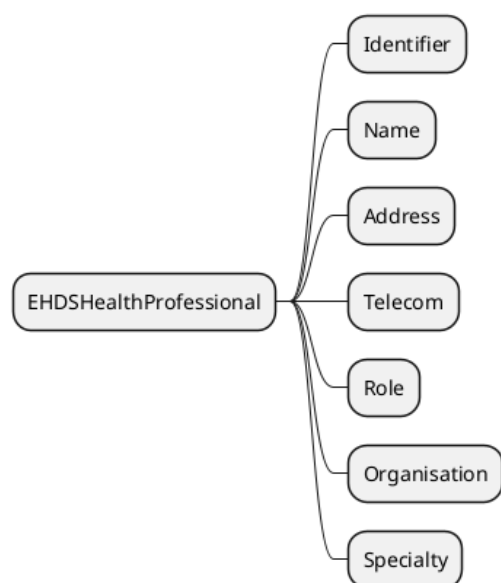 EHDSHealthProfessional
Identifier
Name
Address
Telecom
Role
Organisation
Specialty